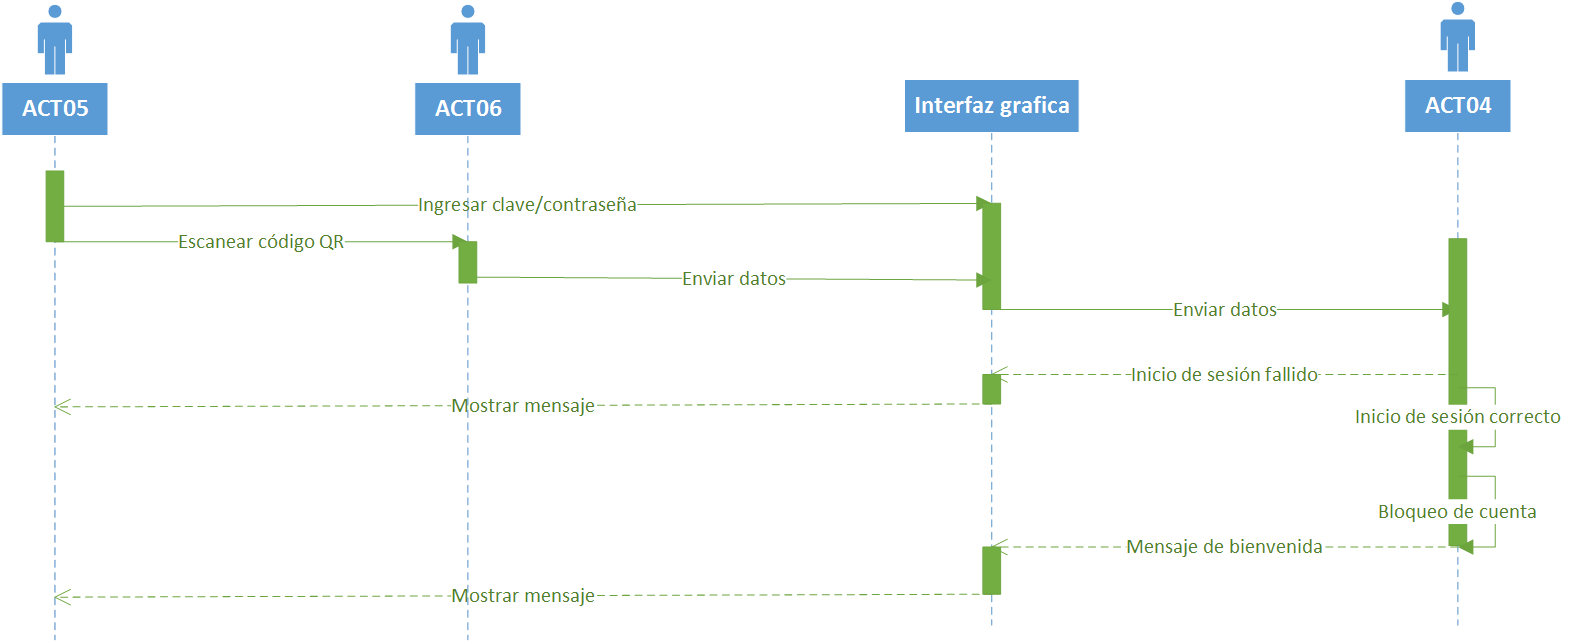 ACT05
ACT06
Interfaz grafica
ACT04
Ingresar clave/contraseña
Escanear código QR
Enviar datos
Enviar datos
Inicio de sesión fallido
Mostrar mensaje
Inicio de sesión correcto
Bloqueo de cuenta
Mensaje de bienvenida
Mostrar mensaje